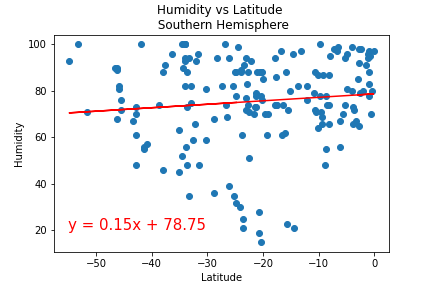 Humidity vs Latitude
Southern Hemisphere
Humidity
100
80
60
40
20
y = 0.15x + 78.75
−50
−40
−30
−20
−10
0
Latitude